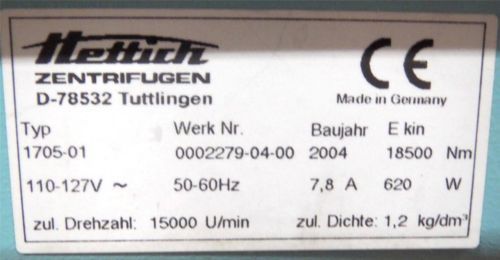 Hettich
ZENTRIFUGEN
D-78532 Tuttlingen
CE
Made in Germany
Typ Werk Nr. Baujahr E kin
1705-01 0002279-04-00 2004 18500 Nm
110-127V ~ 50-60Hz 7,8 A 620 W
zul. Drehzahl: 15000 U/min zul. Dichte: 1,2 kg/dm³